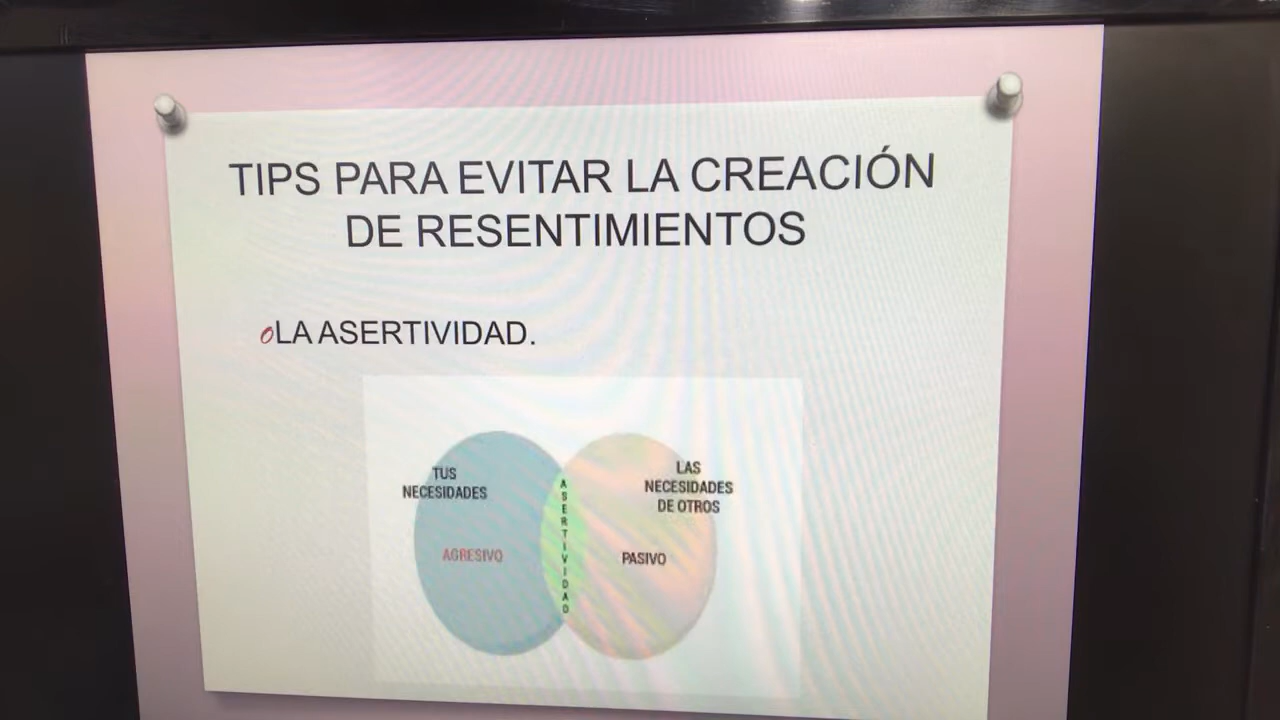 TIPS PARA EVITAR LA CREACIÓN
DE RESENTIMIENTOS
LA ASERTIVIDAD.
TUS
NECESIDADES
AGRESIVO
ASERTIVIDAD
LAS
NECESIDADES
DE OTROS
PASIVO